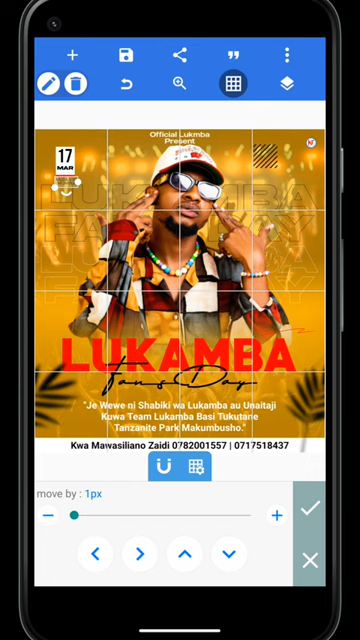 Official Lukmba
Present
17
MAR
LUKAMBA
FANS DAY
LUKAMBA
Fans Day
"Je Wewe ni Shabiki wa Lukamba au Unaitaji
Kuwa Team Lukamba Basi Tukutane
Tanzanite Park Makumbusho."
Kwa Mawasiliano Zaidi 0782001557 | 0717518437
move by : 1px